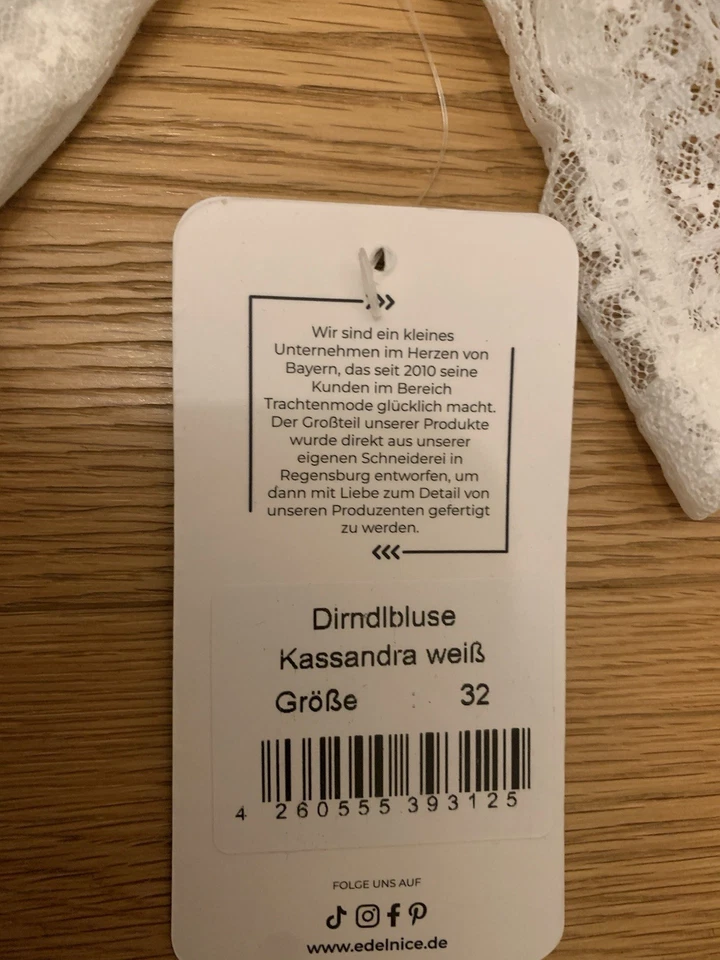 Wir sind ein kleines
Unternehmen im Herzen von
Bayern, das seit 2010 seine
Kunden im Bereich
Trachtenmode glücklich macht.
Der Großteil unserer Produkte
wurde direkt aus unserer
eigenen Schneiderei in
Regensburg entworfen, um
dann mit Liebe zum Detail von
unseren Produzenten gefertigt
zu werden.
Dirndlbluse
Kassandra weiß
Größe : 32
4 260555 393125
FOLGE UNS AUF
www.edelnice.de